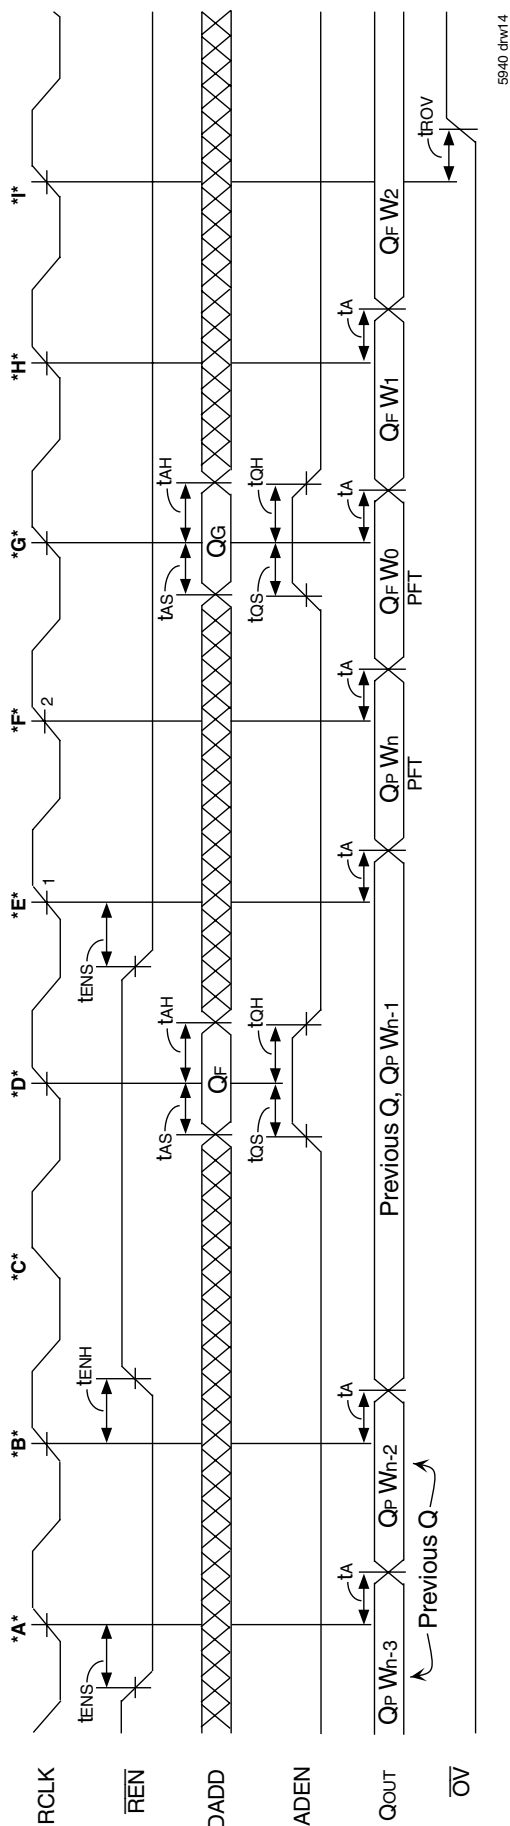 *A* *B* *C* *D* *E* *F* *G* *H* *I*
RCLK 1 2
tENS tENH tENS
REN
tAS tAH tAS tAH
DADD QF QG
tQS tQH tQS tQH
ADEN
tA tA tA tA tA tA
QOUT QP Wn-3 QP Wn-2 Previous Q, QP Wn-1 QP Wn QF W0 QF W1 QF W2
PFT PFT
Previous Q
tROV
OV
5940 drw14